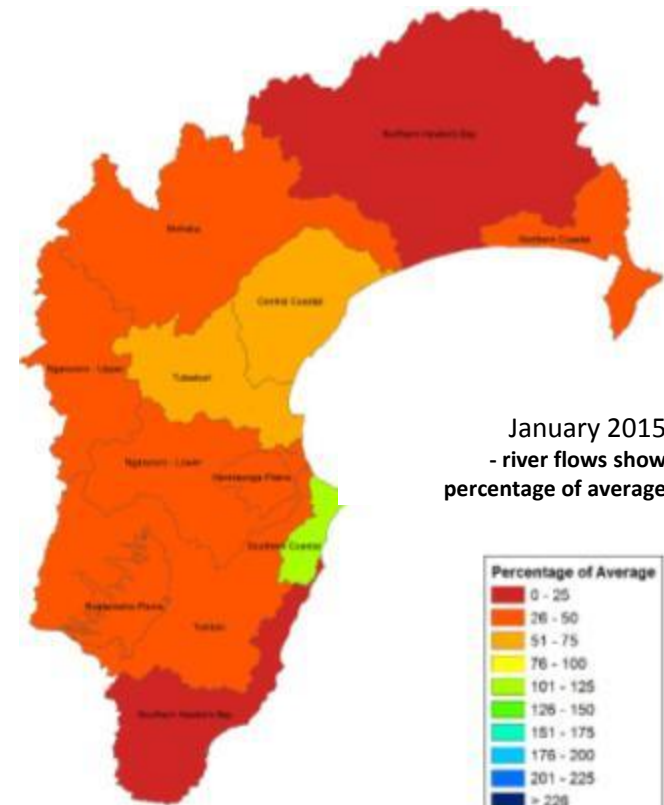 Northern Hawke's Bay
Mohaka
Northern Coastal
Central Coastal
Ngaruroro - Upper
Tutaekuri
Ngaruroro - Lower
Heretaunga Plains
Southern Coastal
Ruataniwha Plains
Tukituki
Southern Hawke's Bay
January 2015
- river flows show
percentage of average
Percentage of Average
0 - 25
26 - 50
51 - 75
76 - 100
101 - 125
126 - 150
151 - 175
176 - 200
201 - 225
> 226